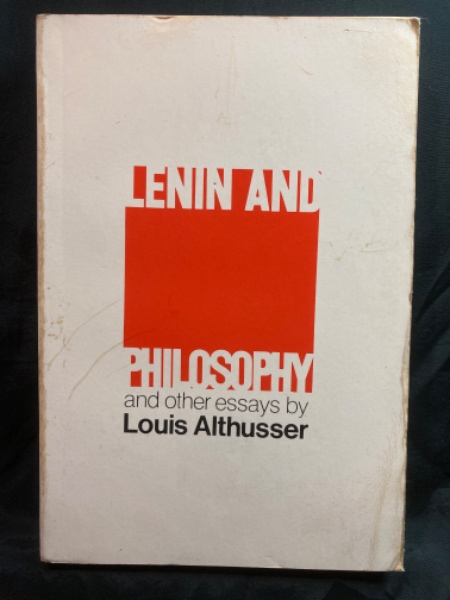 LENIN AND
PHILOSOPHY
and other essays by
Louis Althusser